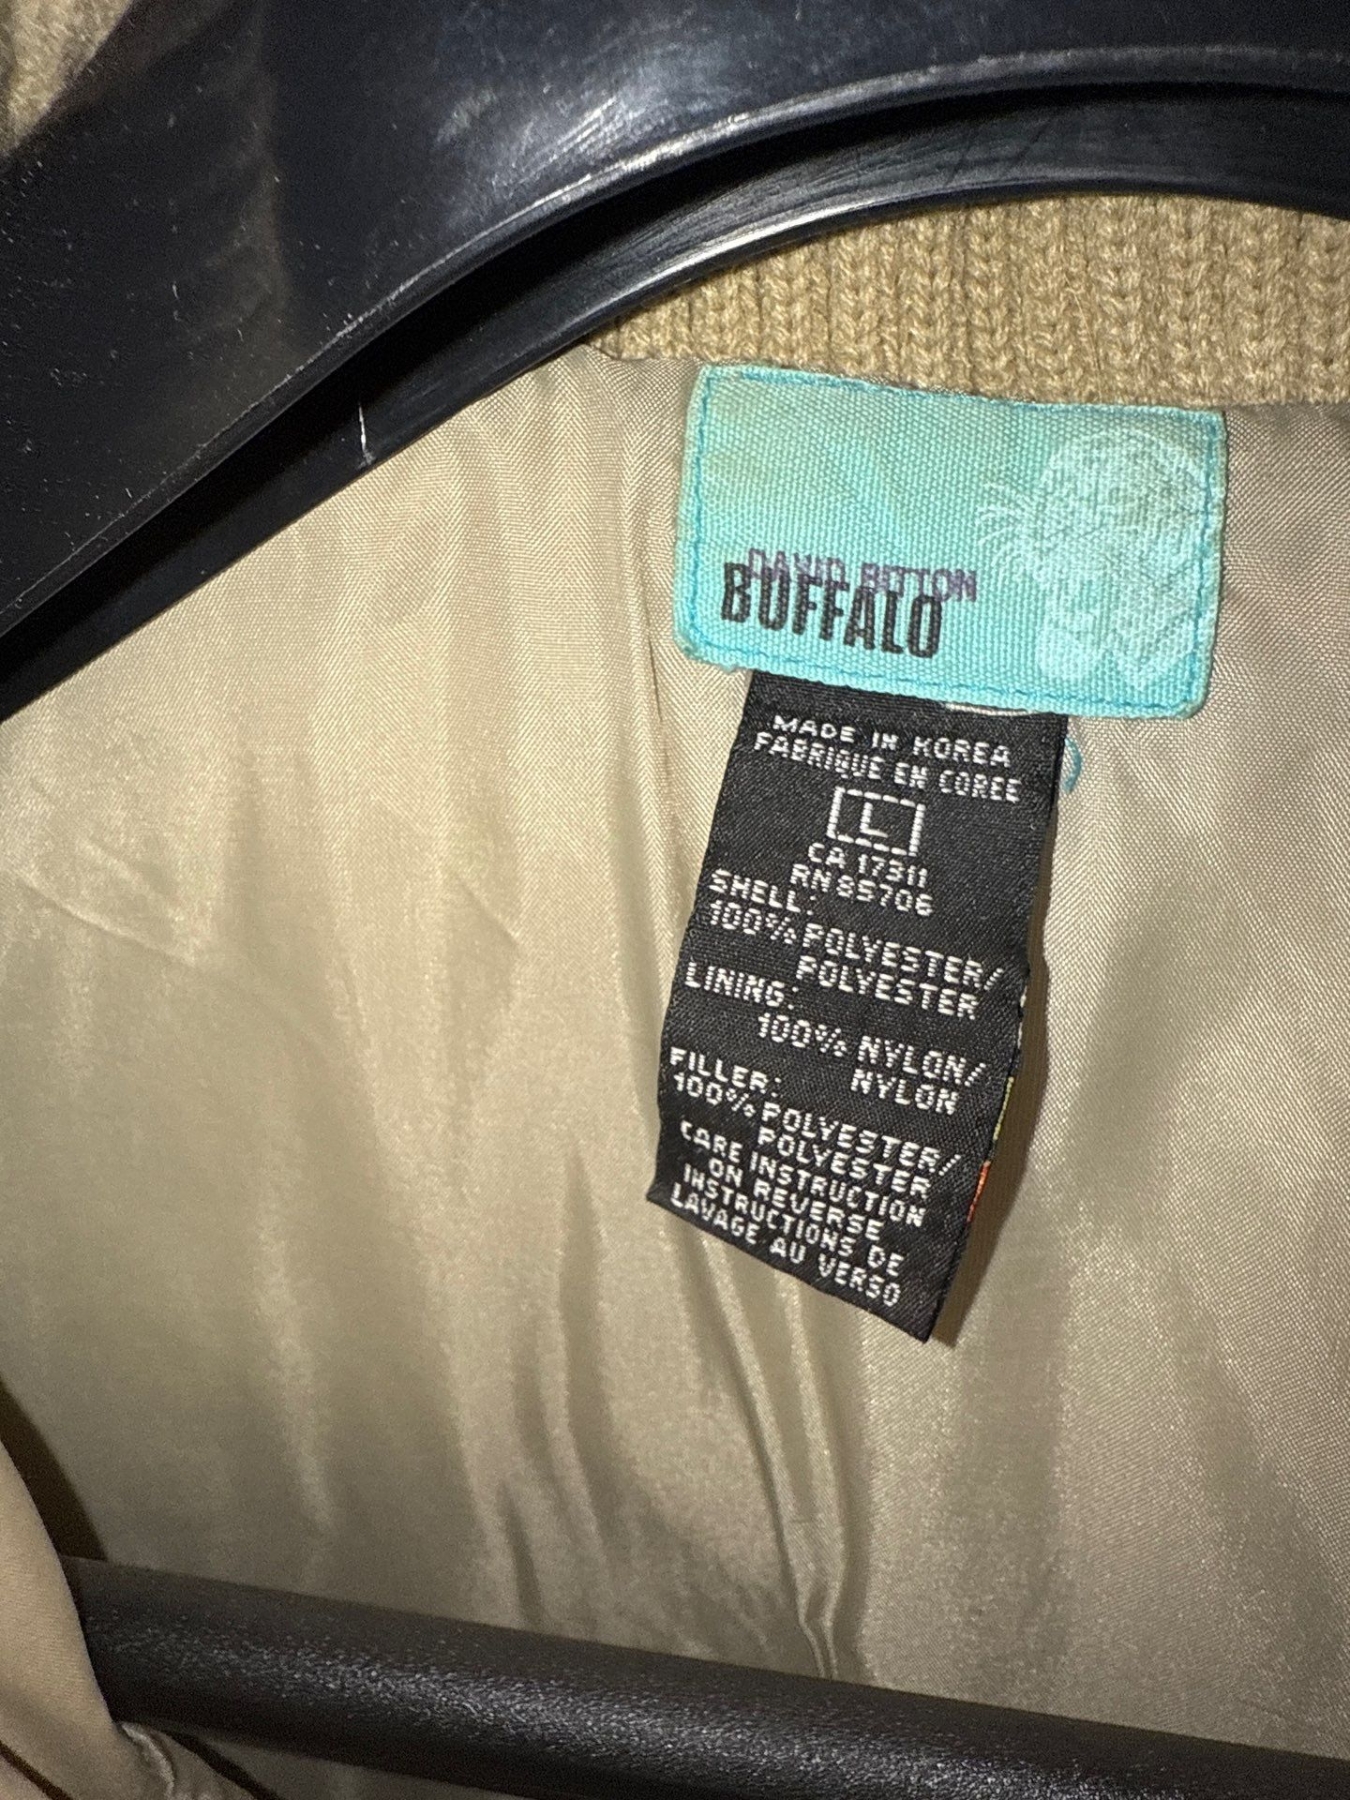 DAVID BITTON
BUFFALO
MADE IN KOREA
FABRIQUE EN COREE
L
CA 17311
RN 85706
SHELL:
100% POLYESTER/
POLYESTER
LINING:
100% NYLON/
NYLON
FILLER:
100% POLYESTER/
POLYESTER
CARE INSTRUCTION
ON REVERSE
INSTRUCTIONS DE
LAVAGE AU VERSO